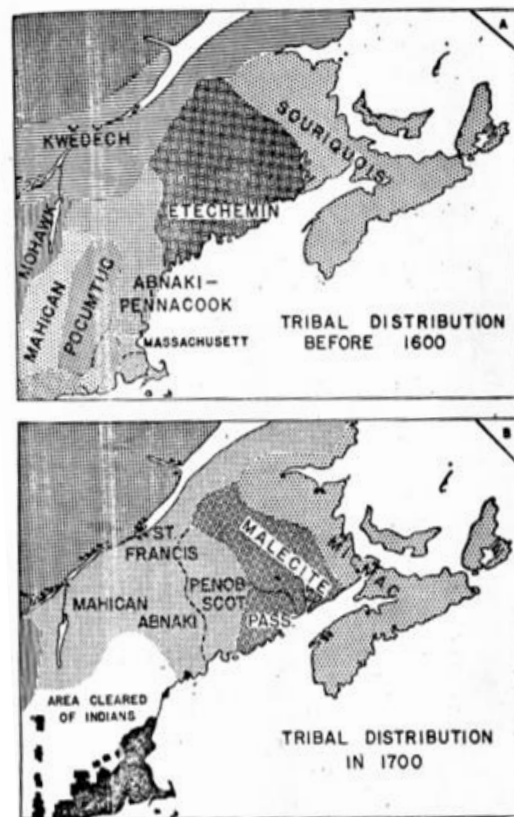 A
KWEDECH
SOURIQUOIS
ETECHEMIN
MOHAWK
MAHICAN
POCUMTUC
ABNAKI–
PENNACOOK
MASSACHUSETT
TRIBAL DISTRIBUTION
BEFORE 1600
B
ST.
FRANCIS
MALECITE
MICMAC
MAHICAN
ABNAKI
PENOB
SCOT
PASS.
AREA CLEARED
OF INDIANS
TRIBAL DISTRIBUTION
IN 1700